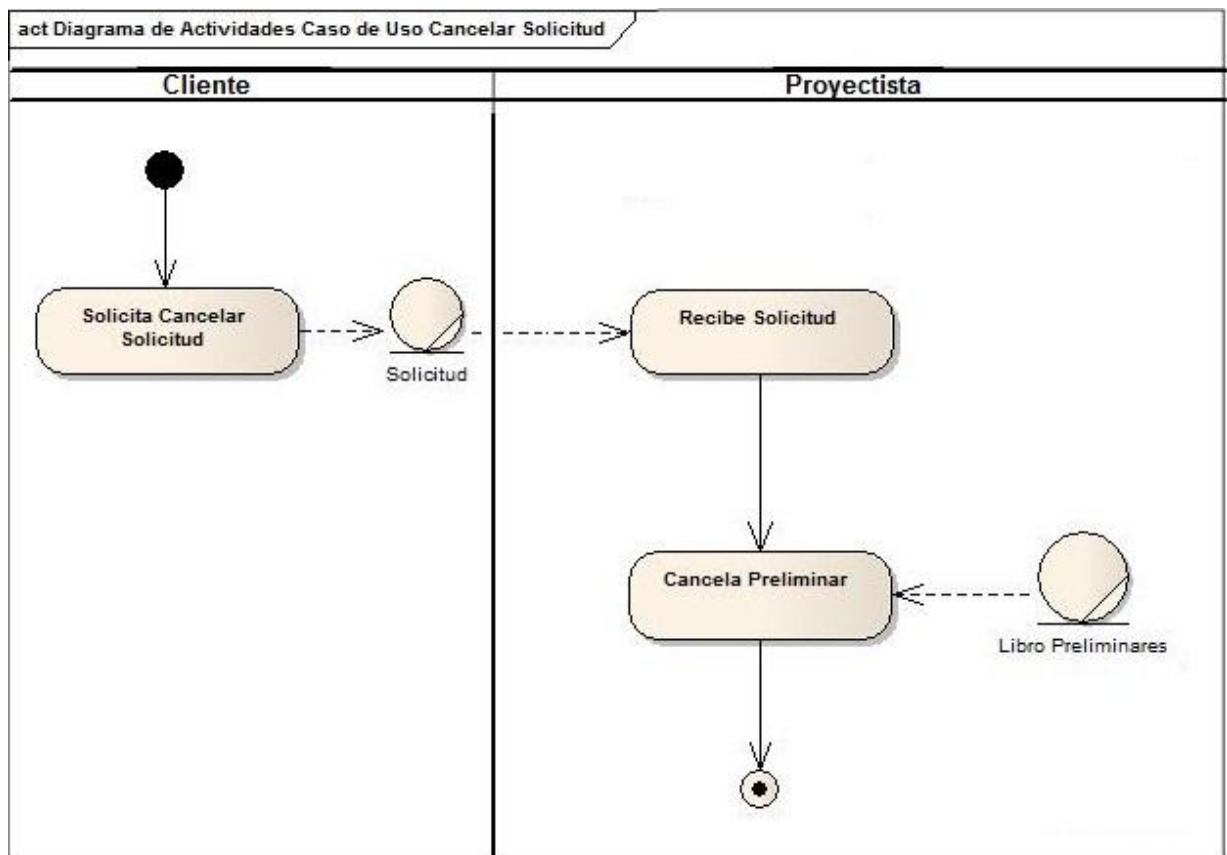 act Diagrama de Actividades Caso de Uso Cancelar Solicitud
Cliente
Proyectista
Solicita Cancelar
Solicitud
Solicitud
Recibe Solicitud
Cancela Preliminar
Libro Preliminares